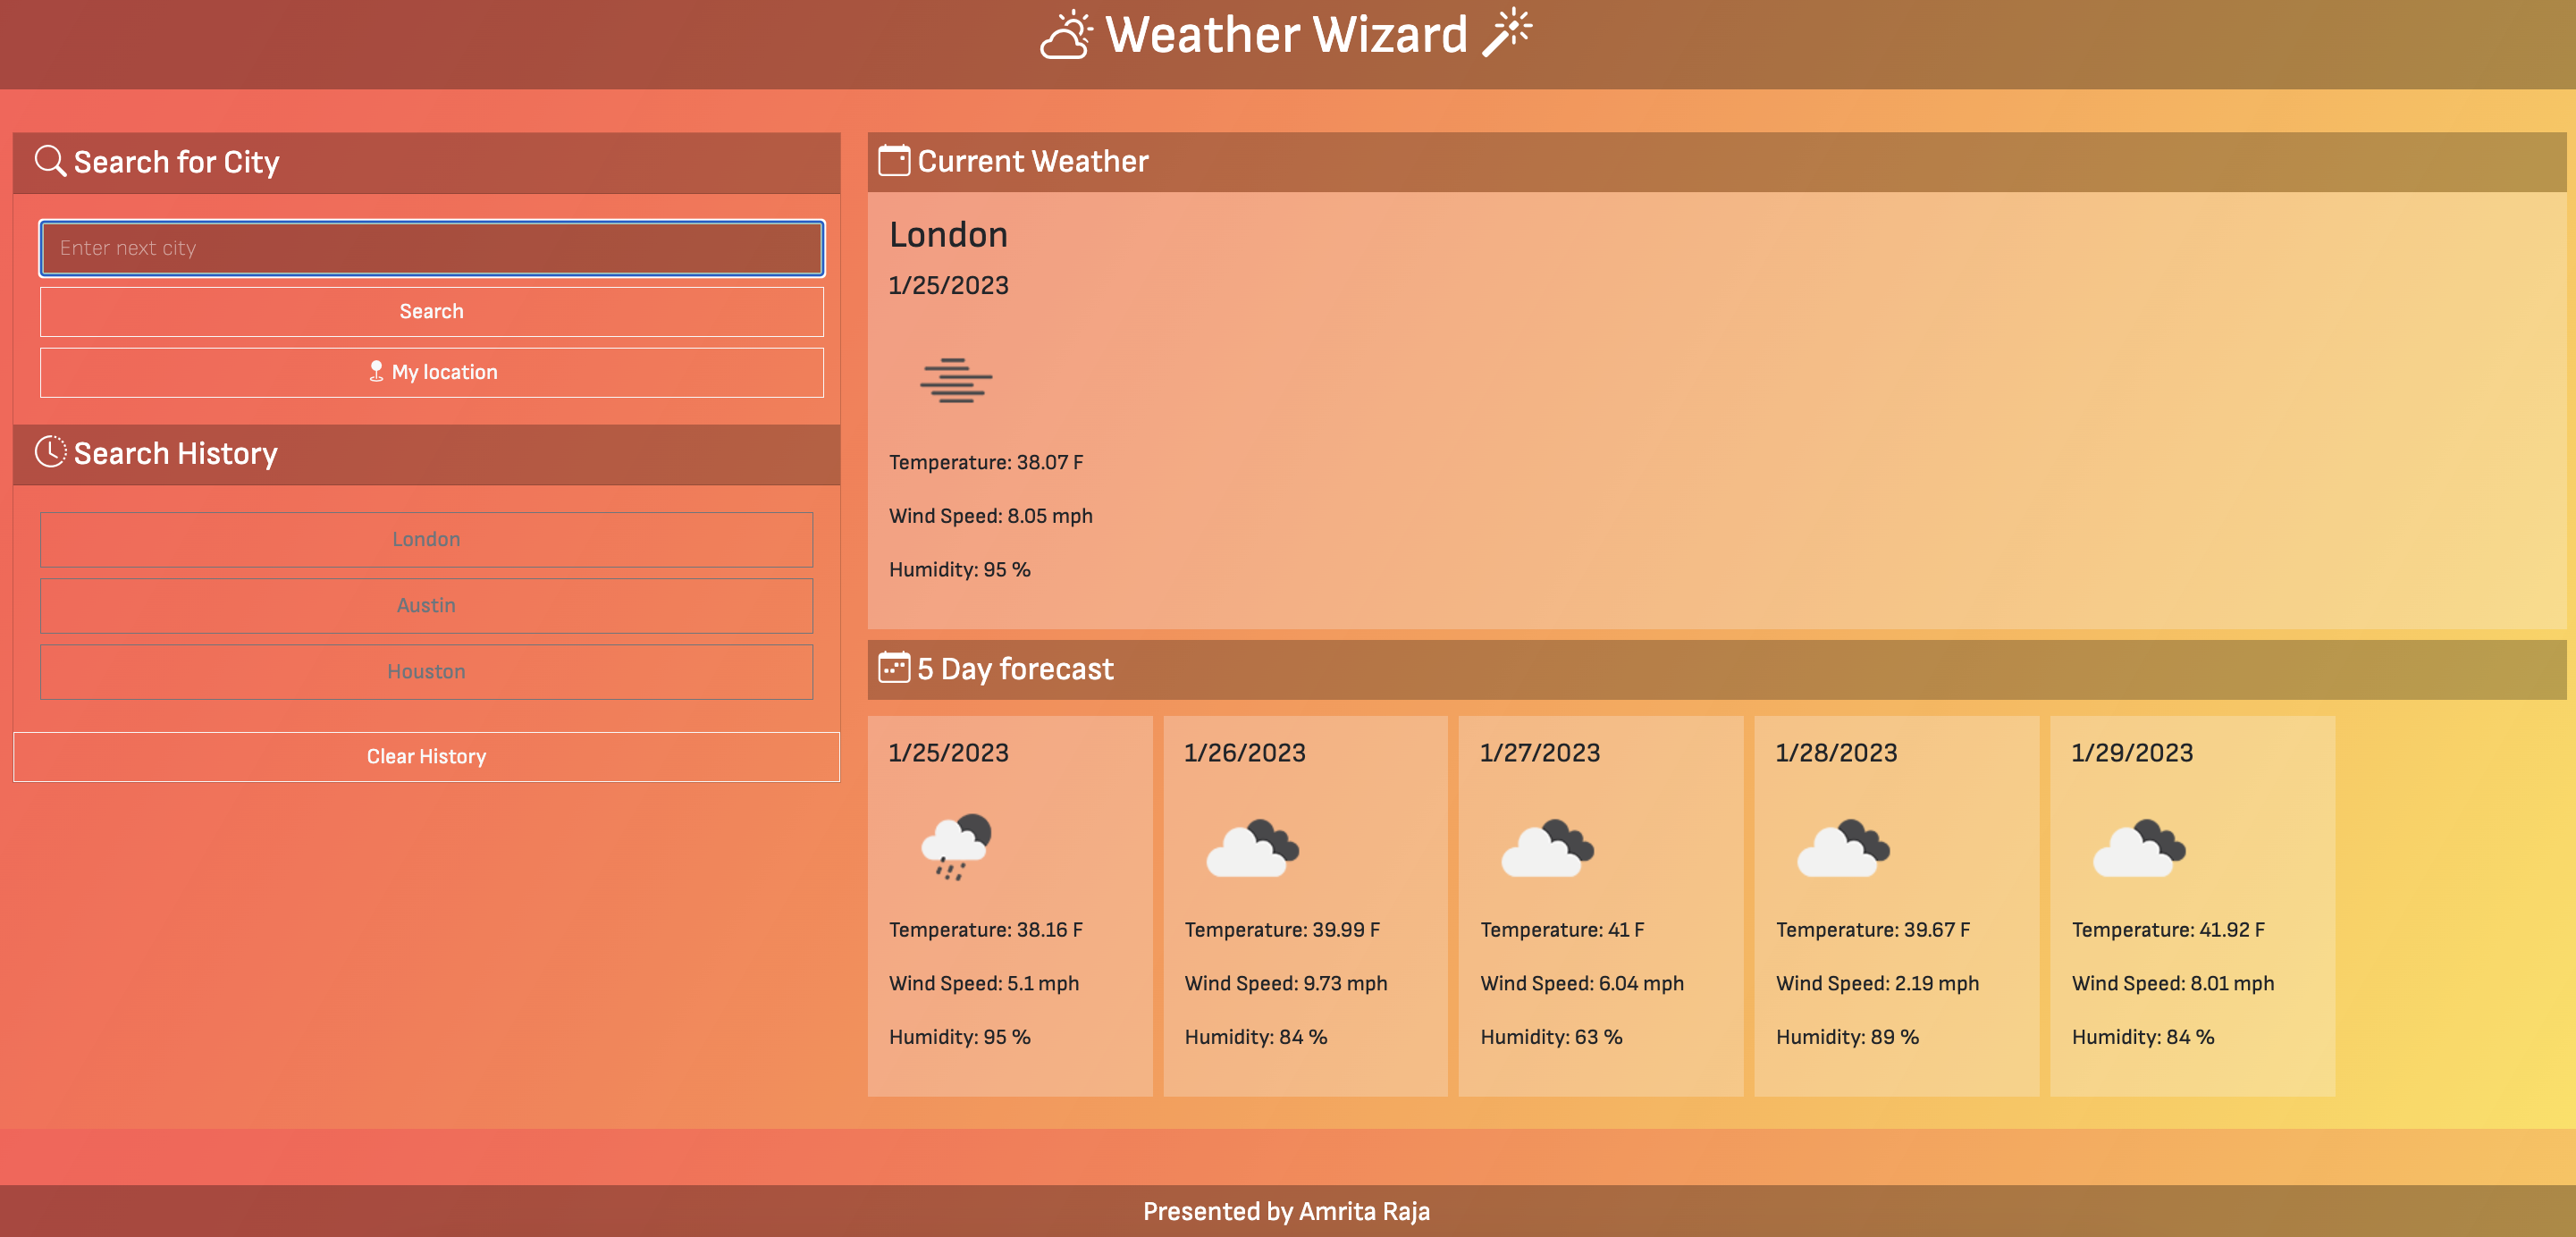 Weather Wizard
Search for City
Enter next city
Search
My location
Search History
London
Austin
Houston
Clear History
Current Weather
London
1/25/2023
Temperature: 38.07 F
Wind Speed: 8.05 mph
Humidity: 95 %
5 Day forecast
1/25/2023
Temperature: 38.16 F
Wind Speed: 5.1 mph
Humidity: 95 %
1/26/2023
Temperature: 39.99 F
Wind Speed: 9.73 mph
Humidity: 84 %
1/27/2023
Temperature: 41 F
Wind Speed: 6.04 mph
Humidity: 63 %
1/28/2023
Temperature: 39.67 F
Wind Speed: 2.19 mph
Humidity: 89 %
1/29/2023
Temperature: 41.92 F
Wind Speed: 8.01 mph
Humidity: 84 %
Presented by Amrita Raja